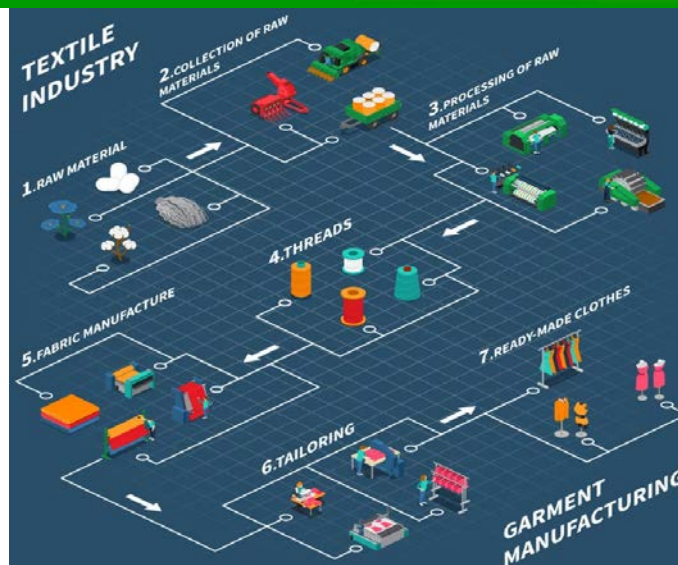 TEXTILE
INDUSTRY
1.RAW MATERIAL
2.COLLECTION OF RAW
MATERIALS
3.PROCESSING OF RAW
MATERIALS
4.THREADS
5.FABRIC MANUFACTURE
6.TAILORING
7.READY-MADE CLOTHES
GARMENT
MANUFACTURING